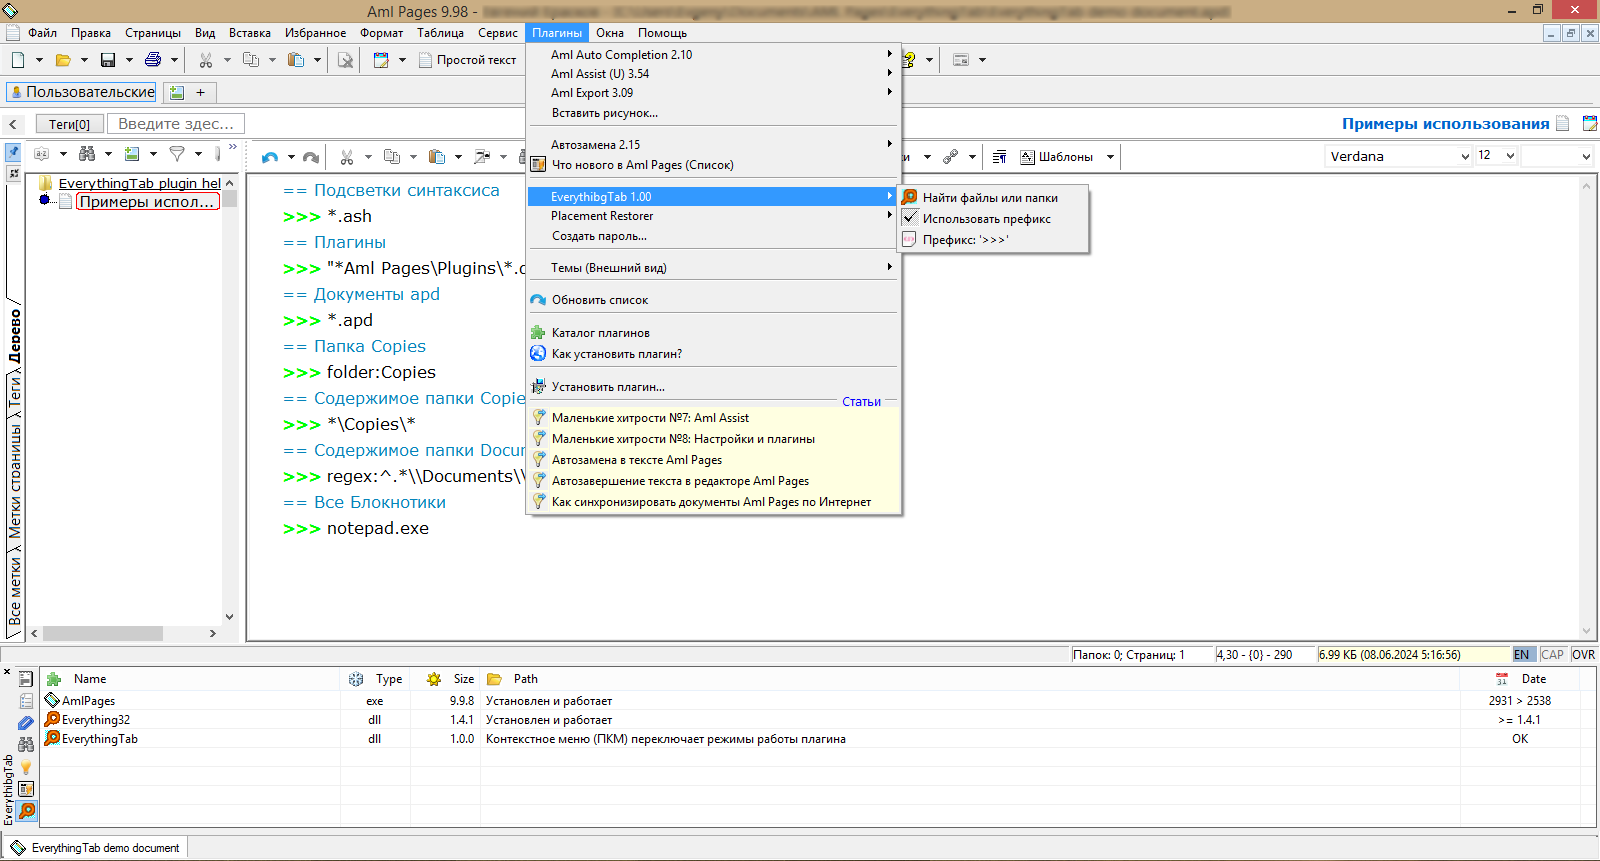 Aml Pages 9.98 -
Файл Правка Страницы Вид Вставка Избранное Формат Таблица Сервис Плагины Окна Помощь
Простой текст
Пользовательские +
Теги[0] Введите здес...
Примеры использования
Шаблоны Verdana 12
EverythingTab plugin hel
Примеры испол...
Дерево
Теги
Метки страницы
Все метки
== Подсветки синтаксиса
>>> *.ash
== Плагины
>>> "*Aml Pages\Plugins\*.
== Документы apd
>>> *.apd
== Папка Copies
>>> folder:Copies
== Содержимое папки Copie
>>> *\Copies\*
== Содержимое папки Docu
>>> regex:^.*\\Documents\\
== Все Блокнотики
>>> notepad.exe
Aml Auto Completion 2.10
Aml Assist (U) 3.54
Aml Export 3.09
Вставить рисунок...
Автозамена 2.15
Что нового в Aml Pages (Список)
EverythibgTab 1.00
Placement Restorer
Создать пароль...
Темы (Внешний вид)
Обновить список
Каталог плагинов
Как установить плагин?
Установить плагин...
Статьи
Маленькие хитрости №7: Aml Assist
Маленькие хитрости №8: Настройки и плагины
Автозамена в тексте Aml Pages
Автозавершение текста в редакторе Aml Pages
Как синхронизировать документы Aml Pages по Интернет
Найти файлы или папки
Использовать префикс
Префикс: '>>>'
Папок: 0; Страниц: 1 4,30 - {0} - 290 6.99 КБ (08.06.2024 5:16:56) EN CAP OVR
Name Type Size Path Date
AmlPages exe 9.9.8 Установлен и работает 2931 > 2538
Everything32 dll 1.4.1 Установлен и работает >= 1.4.1
EverythingTab dll 1.0.0 Контекстное меню (ПКМ) переключает режимы работы плагина OK
EverythibgTab
EverythingTab demo document